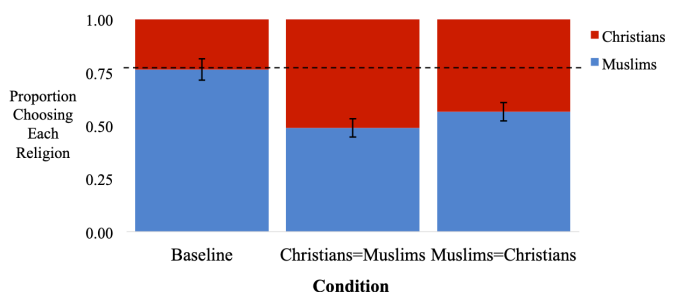 1.00
0.75
0.50
0.25
0.00
Proportion
Choosing
Each
Religion
Christians
Muslims
Baseline
Christians=Muslims
Muslims=Christians
Condition